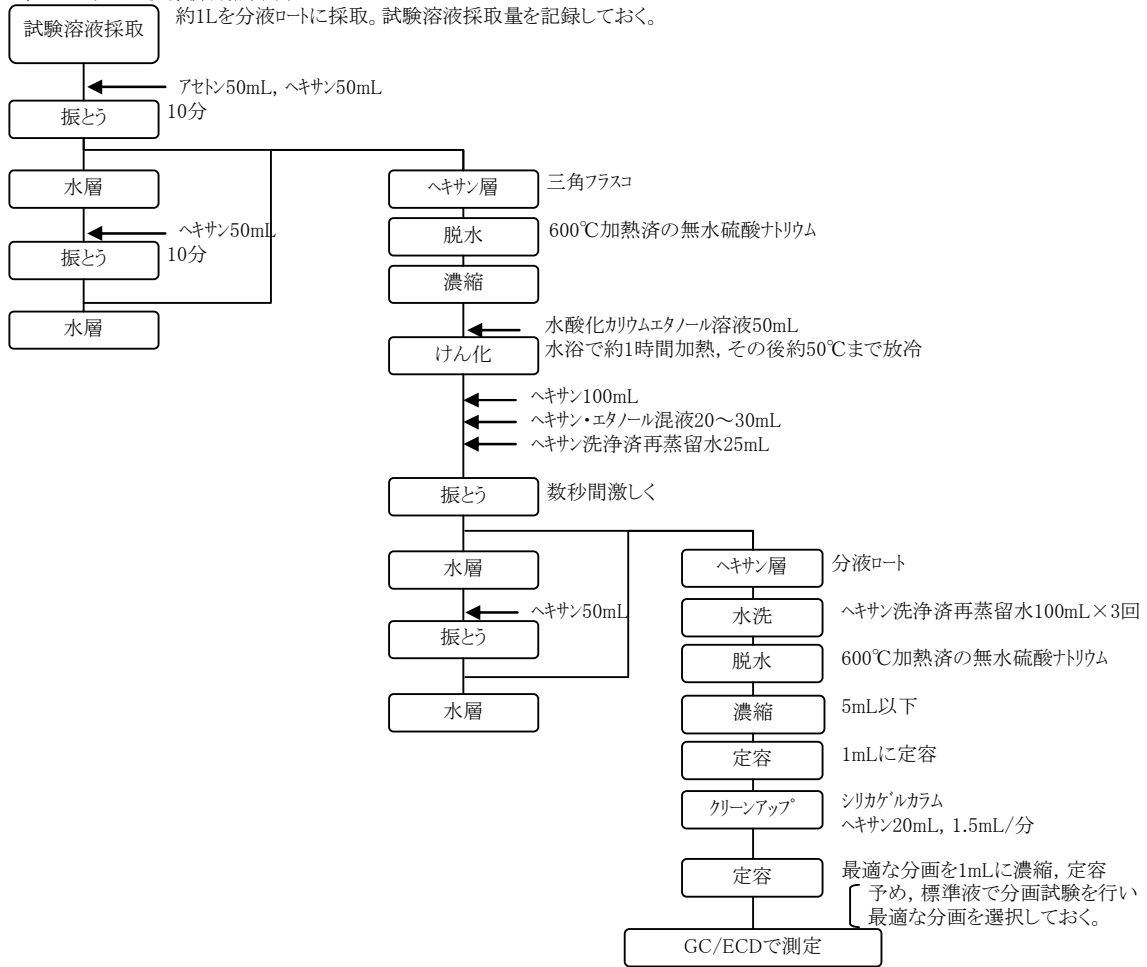 約1Lを分液ロートに採取。試験溶液採取量を記録しておく。
試験溶液採取
アセトン50mL, ヘキサン50mL
振とう
10分
水層
ヘキサン50mL
振とう
10分
水層
ヘキサン層
三角フラスコ
脱水
600℃加熱済の無水硫酸ナトリウム
濃縮
水酸化カリウムエタノール溶液50mL
けん化
水浴で約1時間加熱, その後約50℃まで放冷
ヘキサン100mL
ヘキサン・エタノール混液20～30mL
ヘキサン洗浄済再蒸留水25mL
振とう
数秒間激しく
水層
ヘキサン50mL
振とう
水層
ヘキサン層
分液ロート
水洗
ヘキサン洗浄済再蒸留水100mL×3回
脱水
600℃加熱済の無水硫酸ナトリウム
濃縮
5mL以下
定容
1mLに定容
クリーンアップ
シリカゲルカラム
ヘキサン20mL, 1.5mL/分
定容
最適な分画を1mLに濃縮, 定容
予め, 標準液で分画試験を行い
最適な分画を選択しておく。
GC/ECDで測定